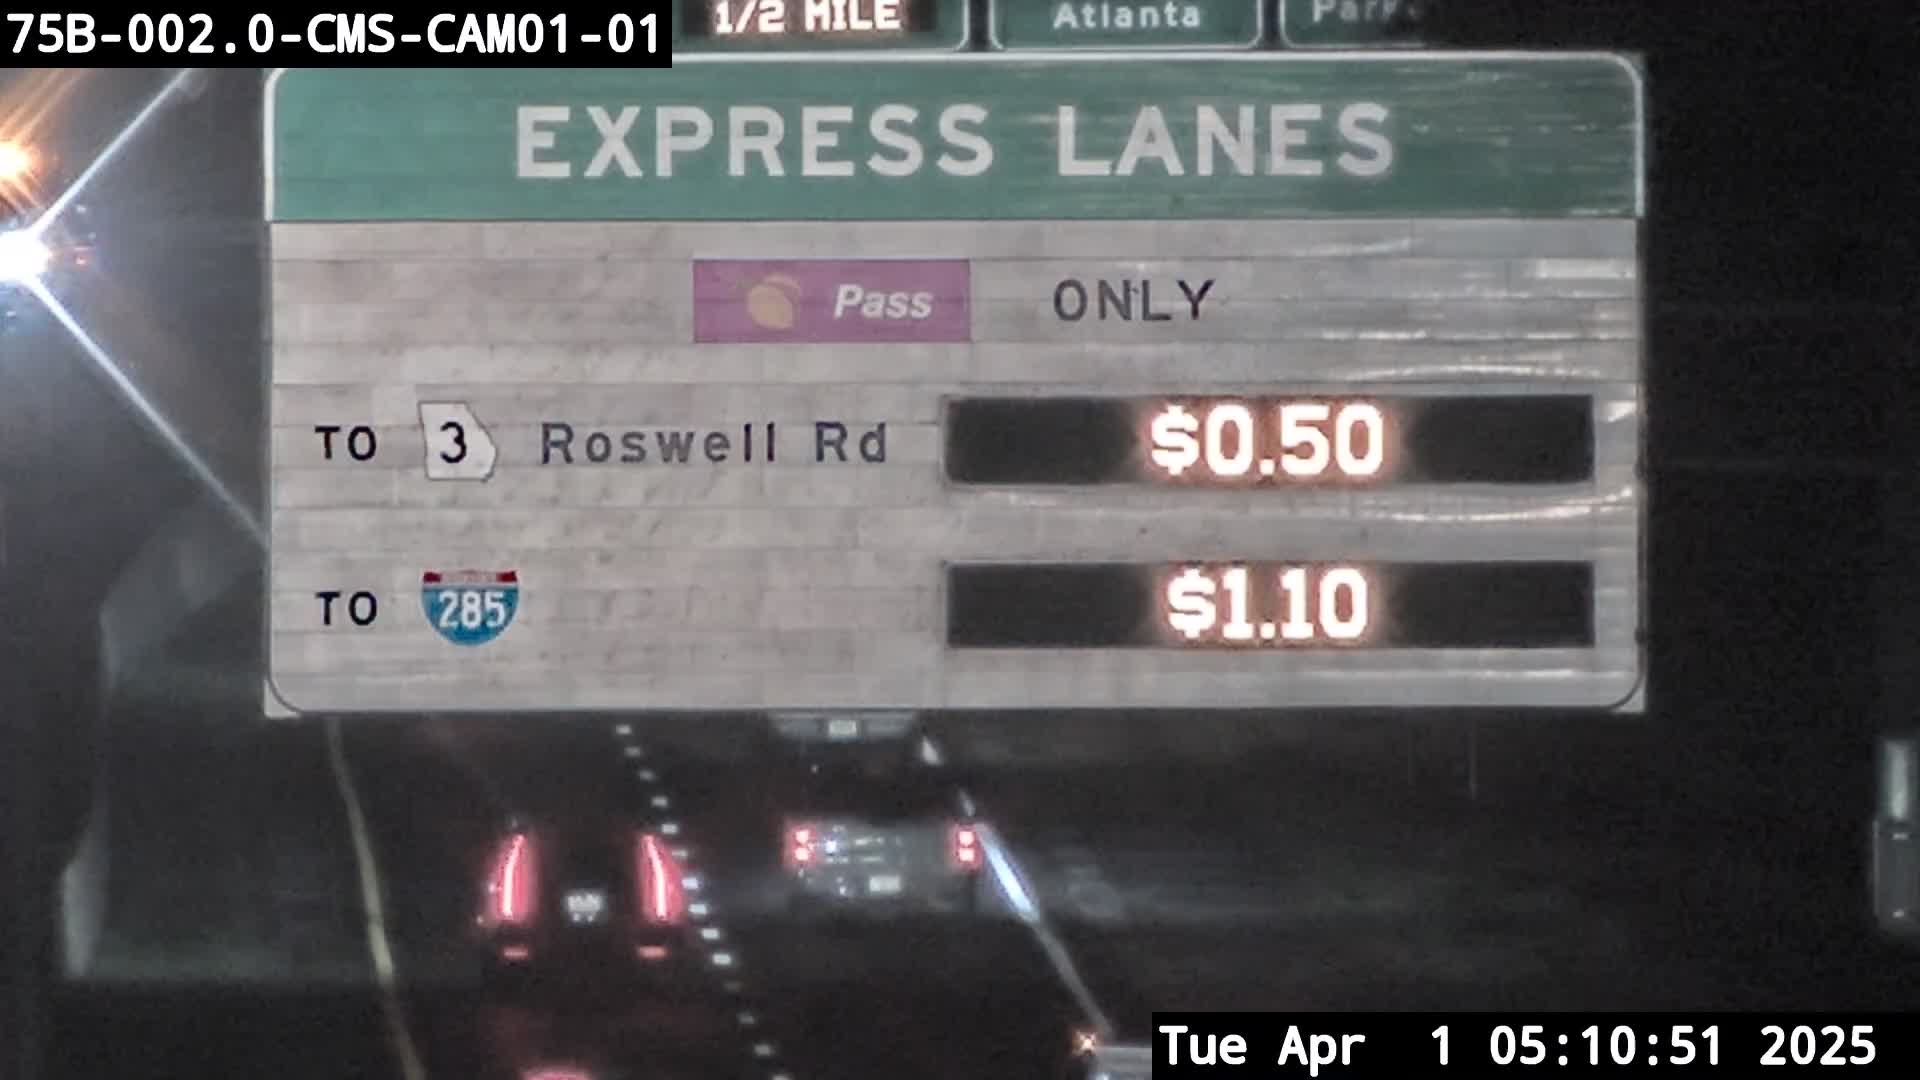 75B-002.0-CMS-CAM01-01
1/2 MILE
Atlanta
EXPRESS LANES
Pass ONLY
TO 3 Roswell Rd $0.50
TO 285 $1.10
Tue Apr 1 05:10:51 2025